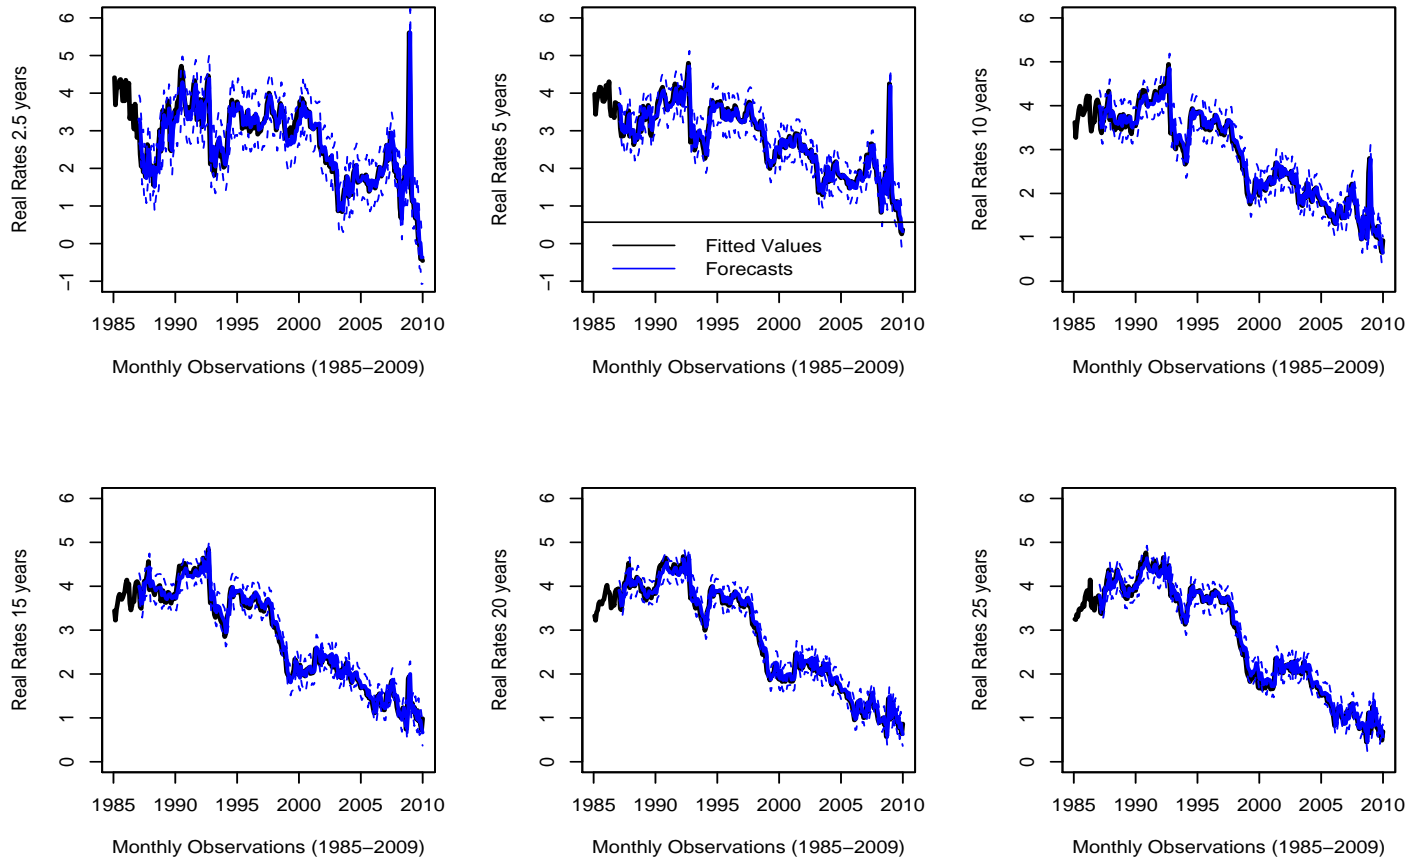 Real Rates 2.5 years
−1 0 1 2 3 4 5 6
1985 1990 1995 2000 2005 2010
Monthly Observations (1985−2009)
Real Rates 5 years
−1 0 1 2 3 4 5 6
Fitted Values
Forecasts
1985 1990 1995 2000 2005 2010
Monthly Observations (1985−2009)
Real Rates 10 years
0 1 2 3 4 5 6
1985 1990 1995 2000 2005 2010
Monthly Observations (1985−2009)
Real Rates 15 years
0 1 2 3 4 5 6
1985 1990 1995 2000 2005 2010
Monthly Observations (1985−2009)
Real Rates 20 years
0 1 2 3 4 5 6
1985 1990 1995 2000 2005 2010
Monthly Observations (1985−2009)
Real Rates 25 years
0 1 2 3 4 5 6
1985 1990 1995 2000 2005 2010
Monthly Observations (1985−2009)